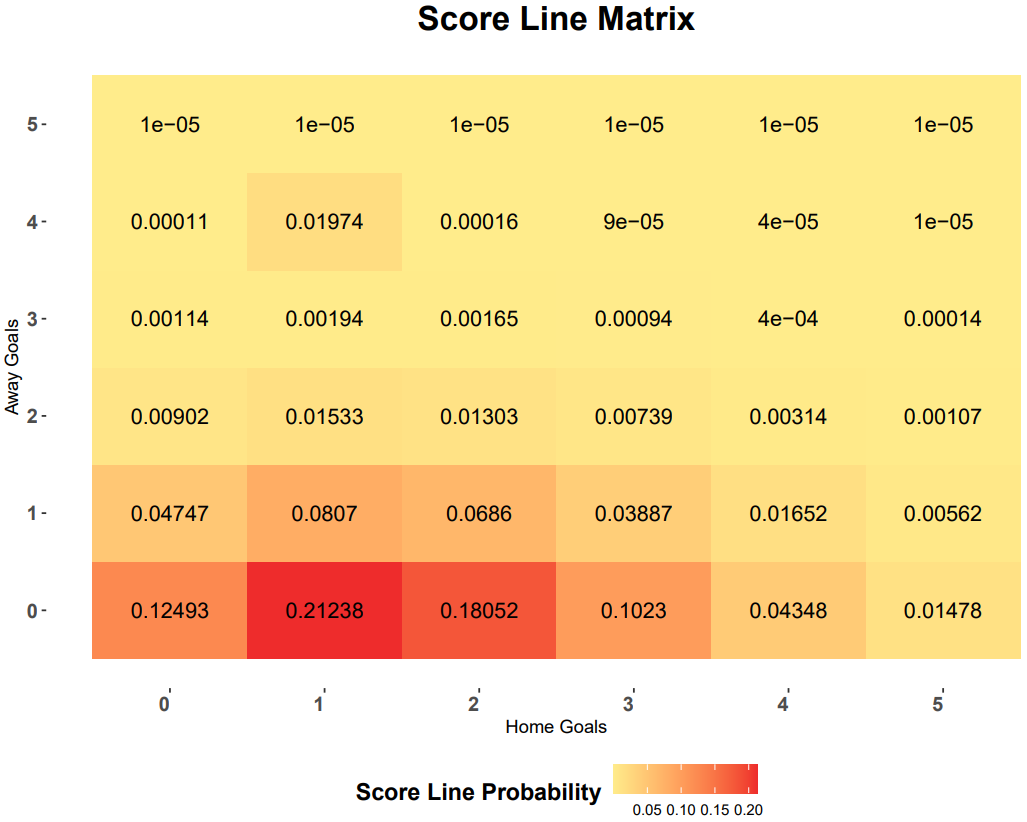 Score Line Matrix
5 1e−05 1e−05 1e−05 1e−05 1e−05 1e−05
4 0.00011 0.01974 0.00016 9e−05 4e−05 1e−05
3 0.00114 0.00194 0.00165 0.00094 4e−04 0.00014
2 0.00902 0.01533 0.01303 0.00739 0.00314 0.00107
1 0.04747 0.0807 0.0686 0.03887 0.01652 0.00562
0 0.12493 0.21238 0.18052 0.1023 0.04348 0.01478
Away Goals
0 1 2 3 4 5
Home Goals
Score Line Probability
0.05 0.10 0.15 0.20